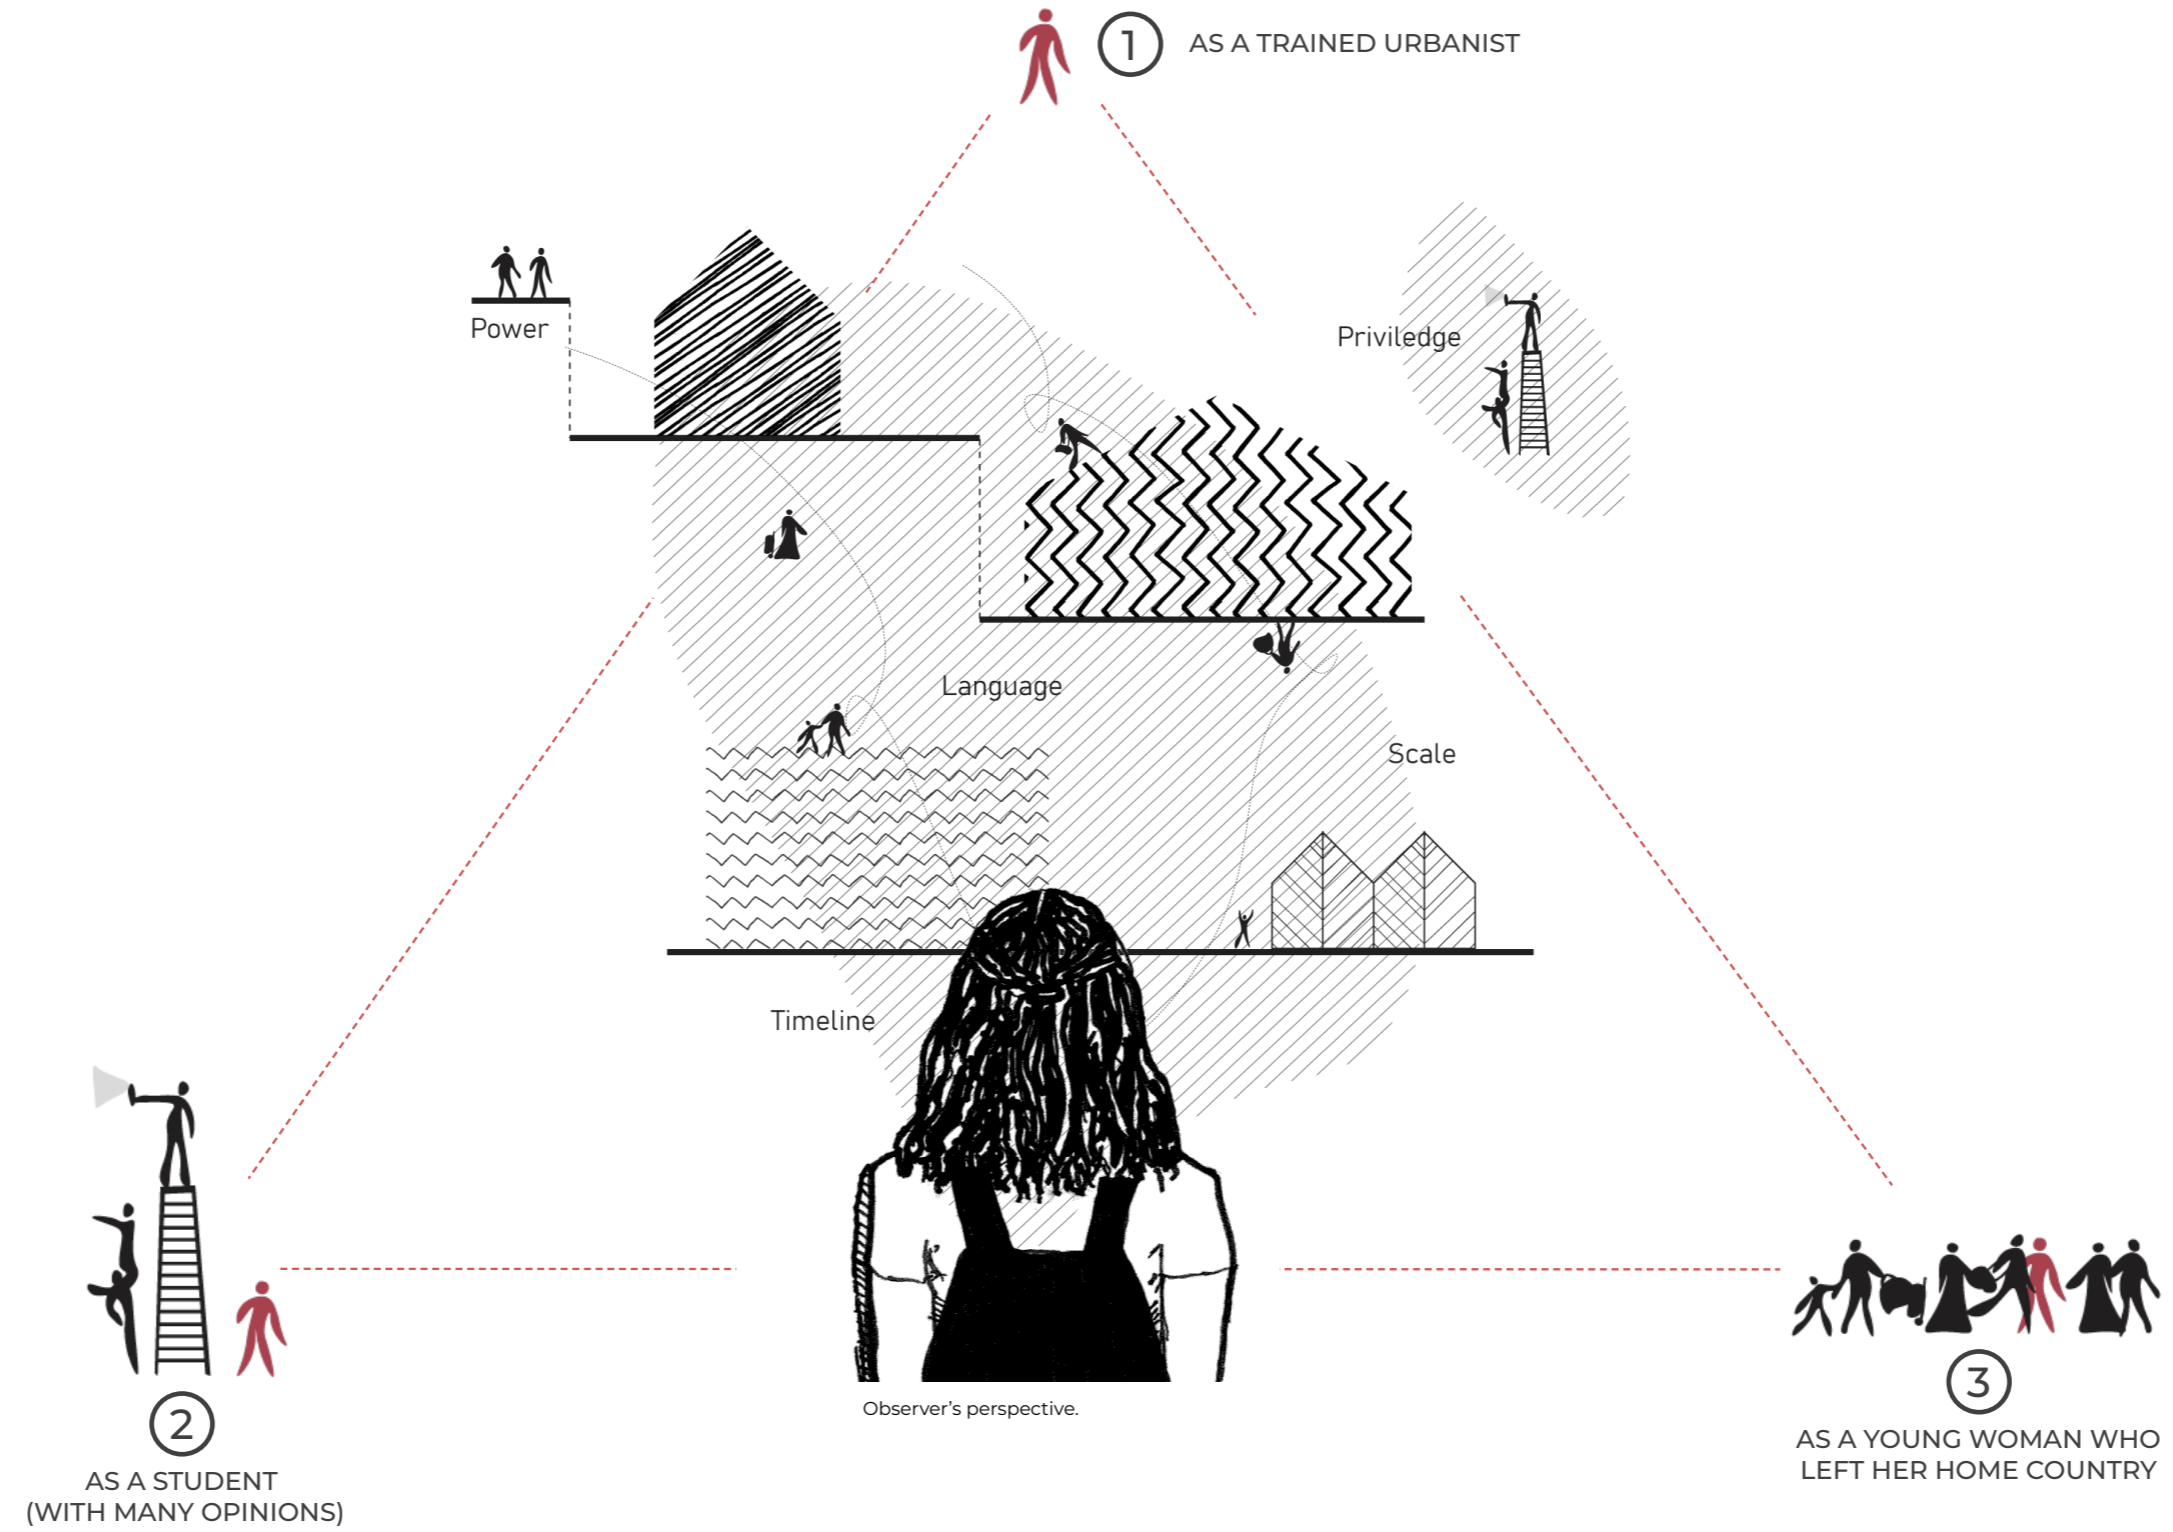 1 AS A TRAINED URBANIST
Power
Priviledge
Language
Scale
Timeline
Observer's perspective.
2
AS A STUDENT
(WITH MANY OPINIONS)
3
AS A YOUNG WOMAN WHO
LEFT HER HOME COUNTRY